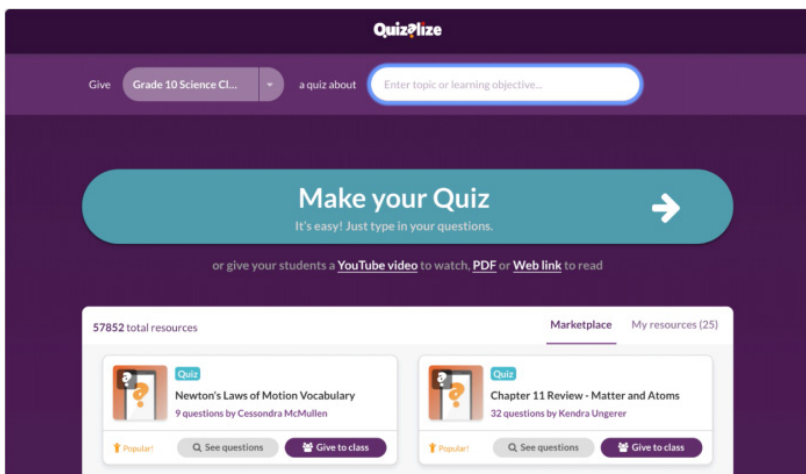 Quizalize
Give Grade 10 Science Cl... a quiz about Enter topic or learning objective...
Make your Quiz
It's easy! Just type in your questions.
or give your students a YouTube video to watch, PDF or Web link to read
57852 total resources Marketplace My resources (25)
Quiz
Newton's Laws of Motion Vocabulary
9 questions by Cessondra McMullen
Popular! See questions Give to class
Quiz
Chapter 11 Review - Matter and Atoms
32 questions by Kendra Ungerer
Popular! See questions Give to class